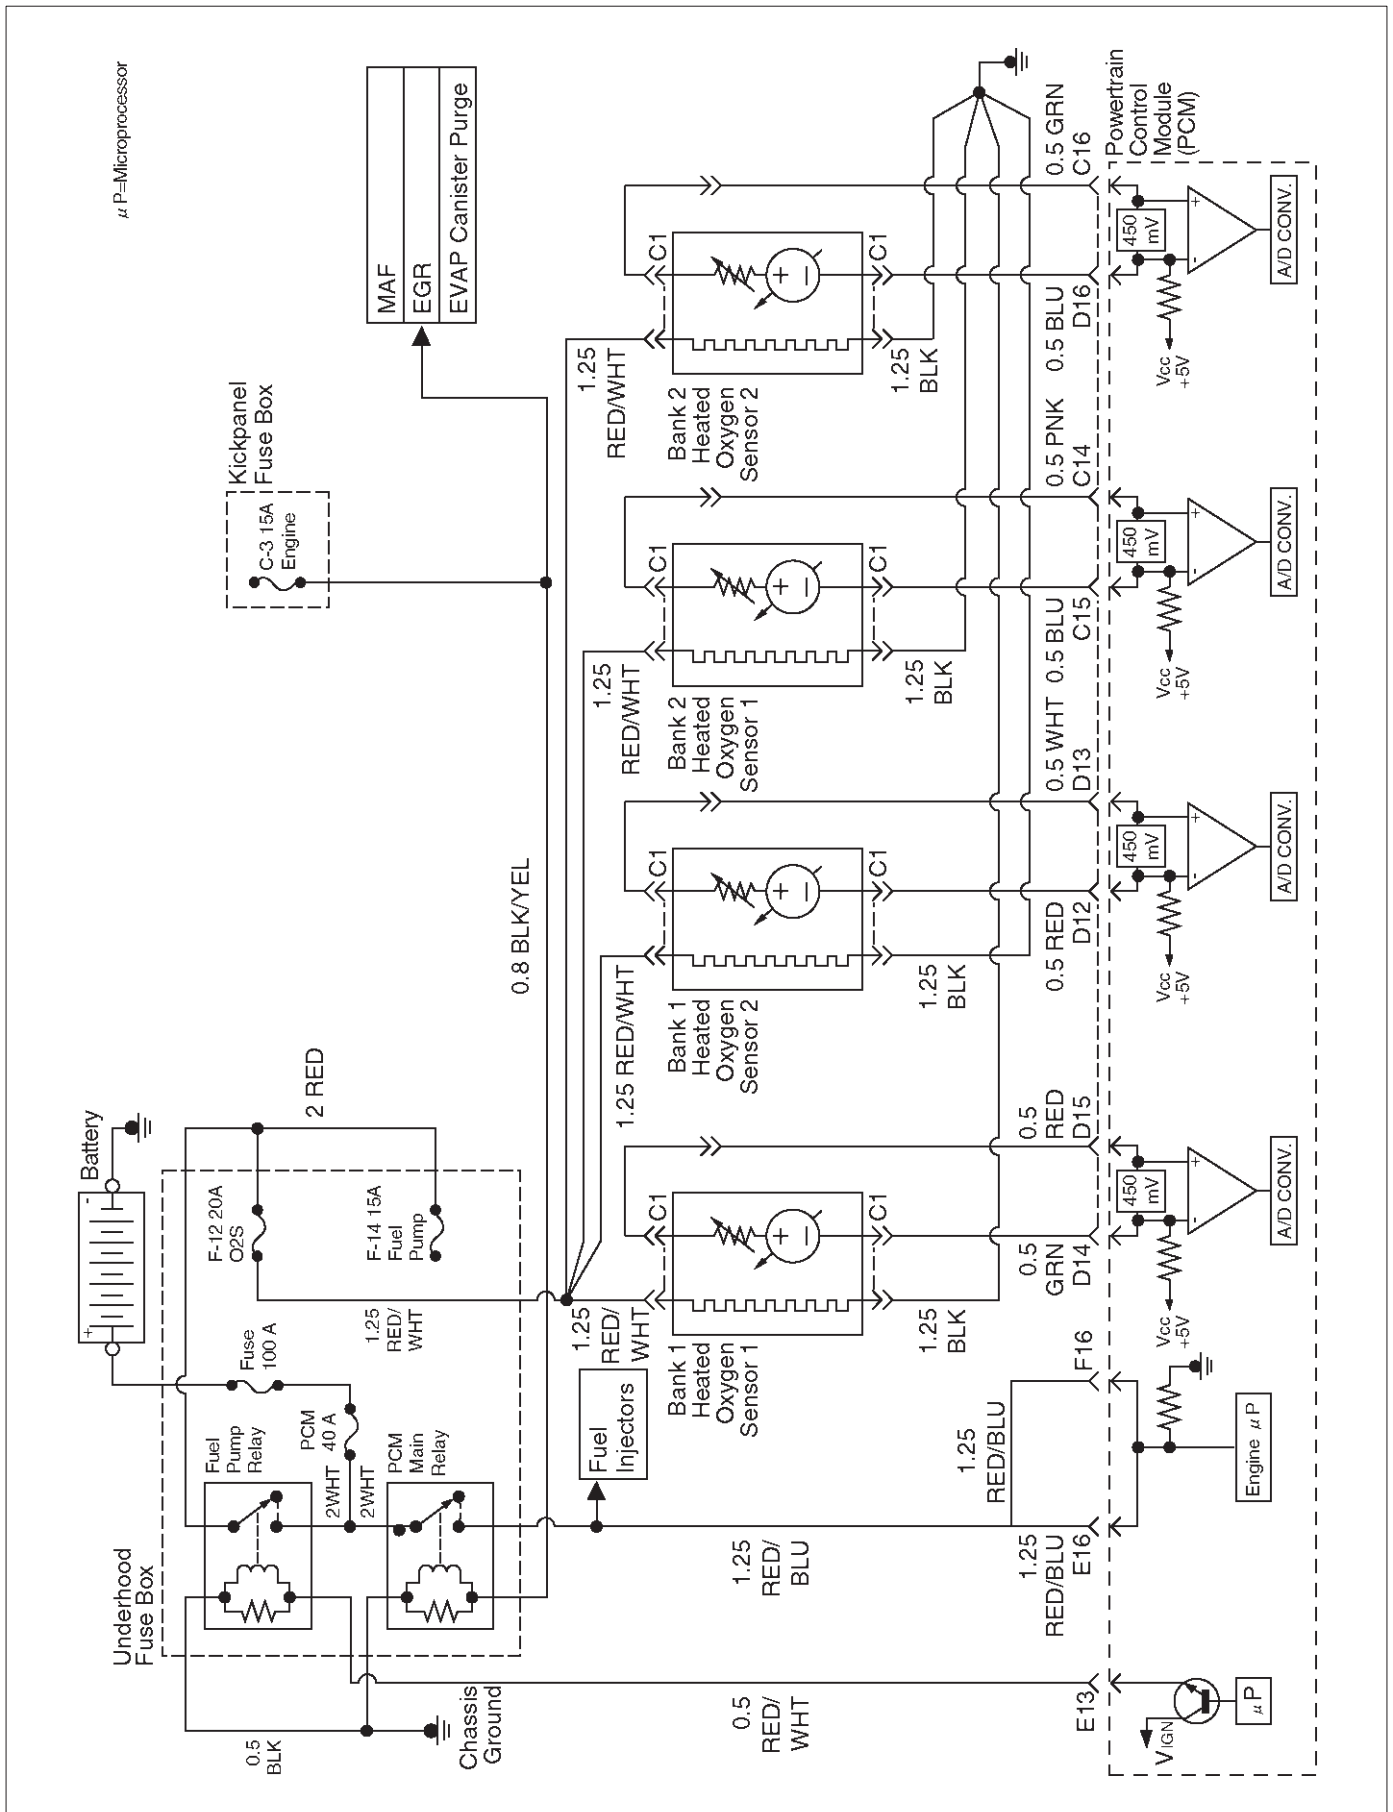 μ P=Microprocessor
MAF
EGR
EVAP Canister Purge
Kickpanel
Fuse Box
C-3 15A
Engine
0.8 BLK/YEL
Battery
-
+
2 RED
Underhood
Fuse Box
F-12 20A
O2S
F-14 15A
Fuel
Pump
1.25
RED/
WHT
Fuse
100 A
PCM
40 A
Fuel
Pump
Relay
2WHT
2WHT
PCM
Main
Relay
0.5
BLK
Chassis
Ground
Fuel
Injectors
1.25
RED/
WHT
1.25 RED/WHT
1.25
RED/WHT
1.25
RED/WHT
Bank 1
Heated
Oxygen
Sensor 1
C1
C1
+
−
Bank 1
Heated
Oxygen
Sensor 2
C1
C1
+
−
Bank 2
Heated
Oxygen
Sensor 1
C1
C1
+
−
Bank 2
Heated
Oxygen
Sensor 2
C1
C1
+
−
1.25
BLK
1.25
BLK
1.25
BLK
1.25
BLK
0.5
RED/
WHT
1.25
RED/
BLU
1.25
RED/BLU
1.25
RED/BLU
E13
E16
F16
0.5
GRN
D14
0.5
RED
D15
0.5 RED
D12
0.5 WHT
D13
0.5 BLU
C15
0.5 PNK
C14
0.5 BLU
D16
0.5 GRN
C16
Powertrain
Control
Module
(PCM)
VIGN
μ P
Engine μ P
Vcc
+5V
450
mV
-
+
A/D CONV.
Vcc
+5V
450
mV
-
+
A/D CONV.
Vcc
+5V
450
mV
-
+
A/D CONV.
Vcc
+5V
450
mV
-
+
A/D CONV.